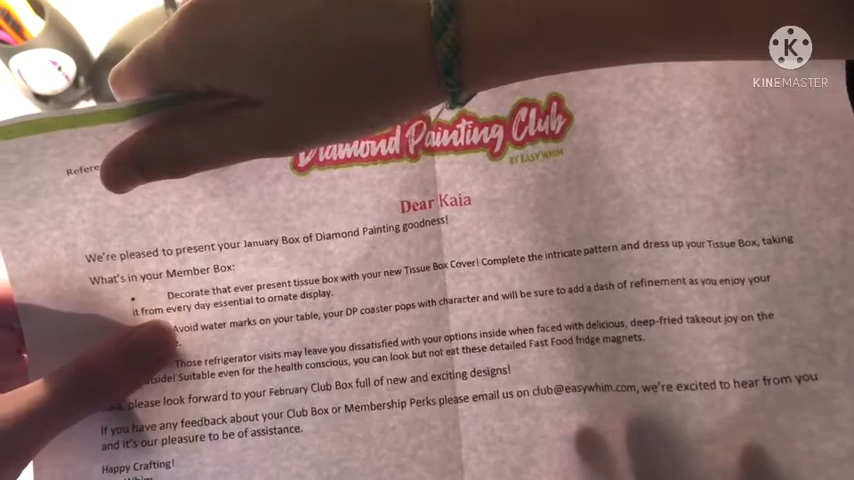 KINEMASTER
Diamond Painting Club
BY EASY WHIM
Refere
Dear Kaia
We're pleased to present your January Box of Diamond Painting goodness!
What's in your Member Box:
• Decorate that ever present tissue box with your new Tissue Box Cover! Complete the intricate pattern and dress up your Tissue Box, taking
it from every day essential to ornate display.
Avoid water marks on your table, your DP coaster pops with character and will be sure to add a dash of refinement as you enjoy your
Those refrigerator visits may leave you dissatisfied with your options inside when faced with delicious, deep-fried takeout joy on the
outside! Suitable even for the health conscious, you can look but not eat these detailed Fast Food fridge magnets.
please look forward to your February Club Box full of new and exciting designs!
If you have any feedback about your Club Box or Membership Perks please email us on club@easywhim.com, we're excited to hear from you
and it's our pleasure to be of assistance.
Happy Crafting!
Whim